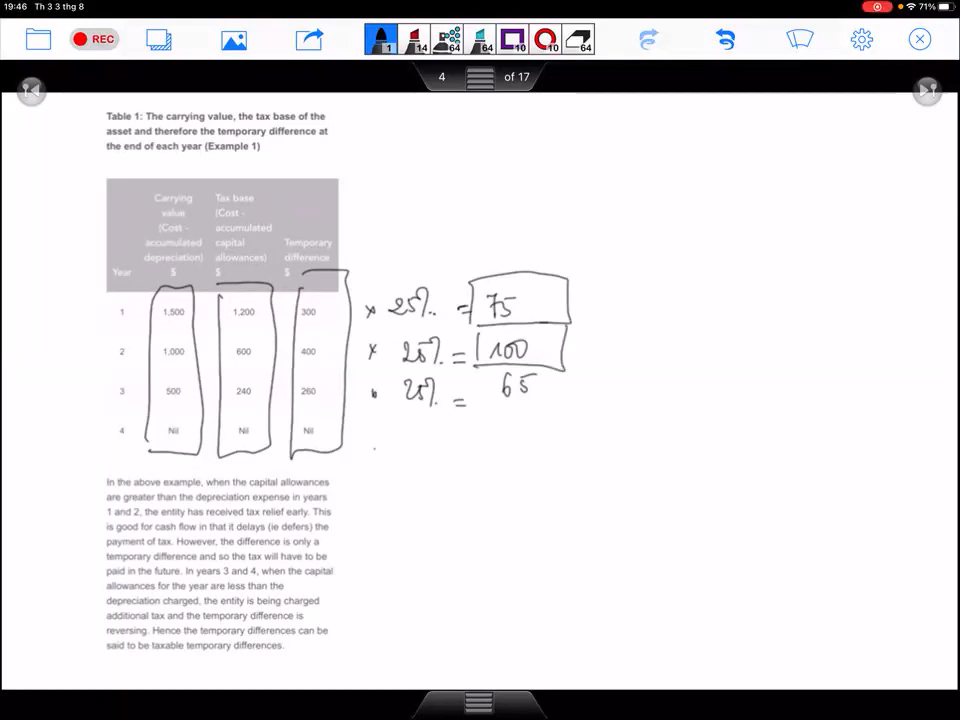 19:46 Th 3 3 thg 8
71%
REC
1
14
64
64
10
10
64
4 of 17
Table 1: The carrying value, the tax base of the
asset and therefore the temporary difference at
the end of each year (Example 1)
Year
Carrying
value
(Cost -
accumulated
depreciation)
$
Tax base
(Cost -
accumulated
capital
allowances)
$
Temporary
difference
$
1 1,500 1,200 300 × 25% = 75
2 1,000 600 400 × 25% = 100
3 500 240 260 25% = 65
4 Nil Nil Nil
In the above example, when the capital allowances
are greater than the depreciation expense in years
1 and 2, the entity has received tax relief early. This
is good for cash flow in that it delays (ie defers) the
payment of tax. However, the difference is only a
temporary difference and so the tax will have to be
paid in the future. In years 3 and 4, when the capital
allowances for the year are less than the
depreciation charged, the entity is being charged
additional tax and the temporary difference is
reversing. Hence the temporary differences can be
said to be taxable temporary differences.